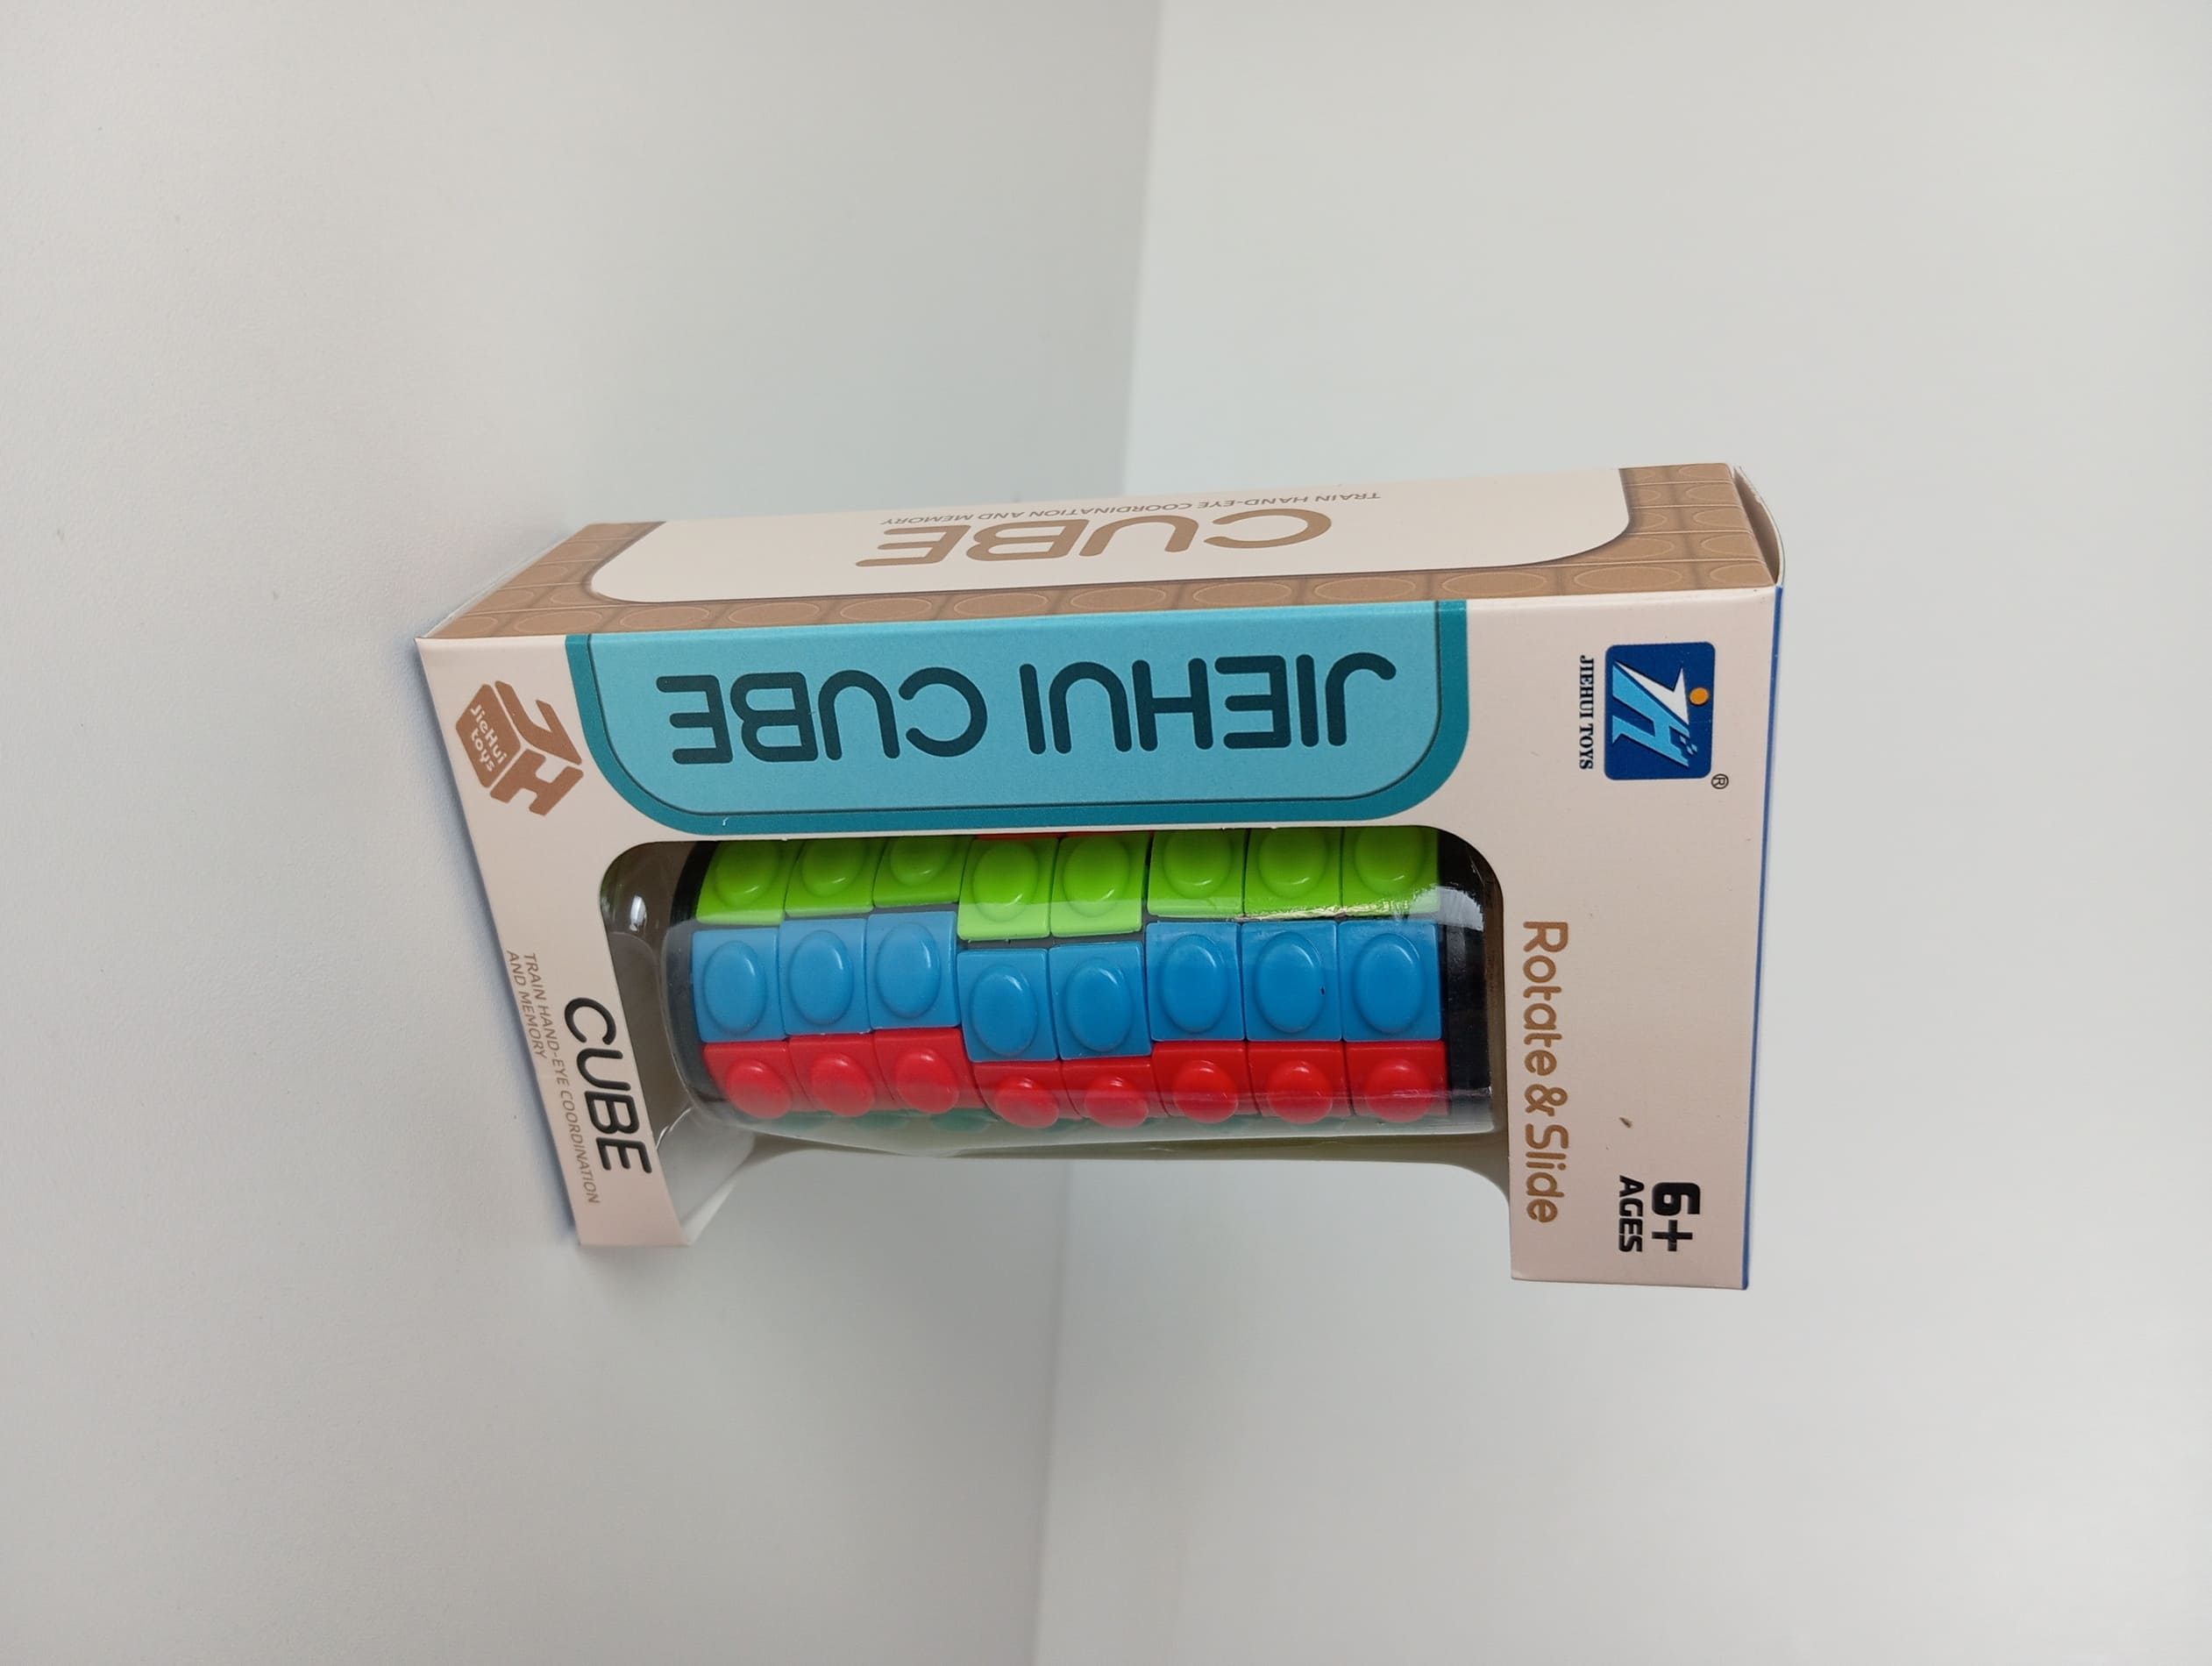 JIEHUI TOYS
®
6+
AGES
Rotate & Slide
JIEHUI CUBE
CUBE
TRAIN HAND-EYE COORDINATION AND MEMORY
CUBE
TRAIN HAND-EYE COORDINATION
AND MEMORY
JH
JieHui
toys